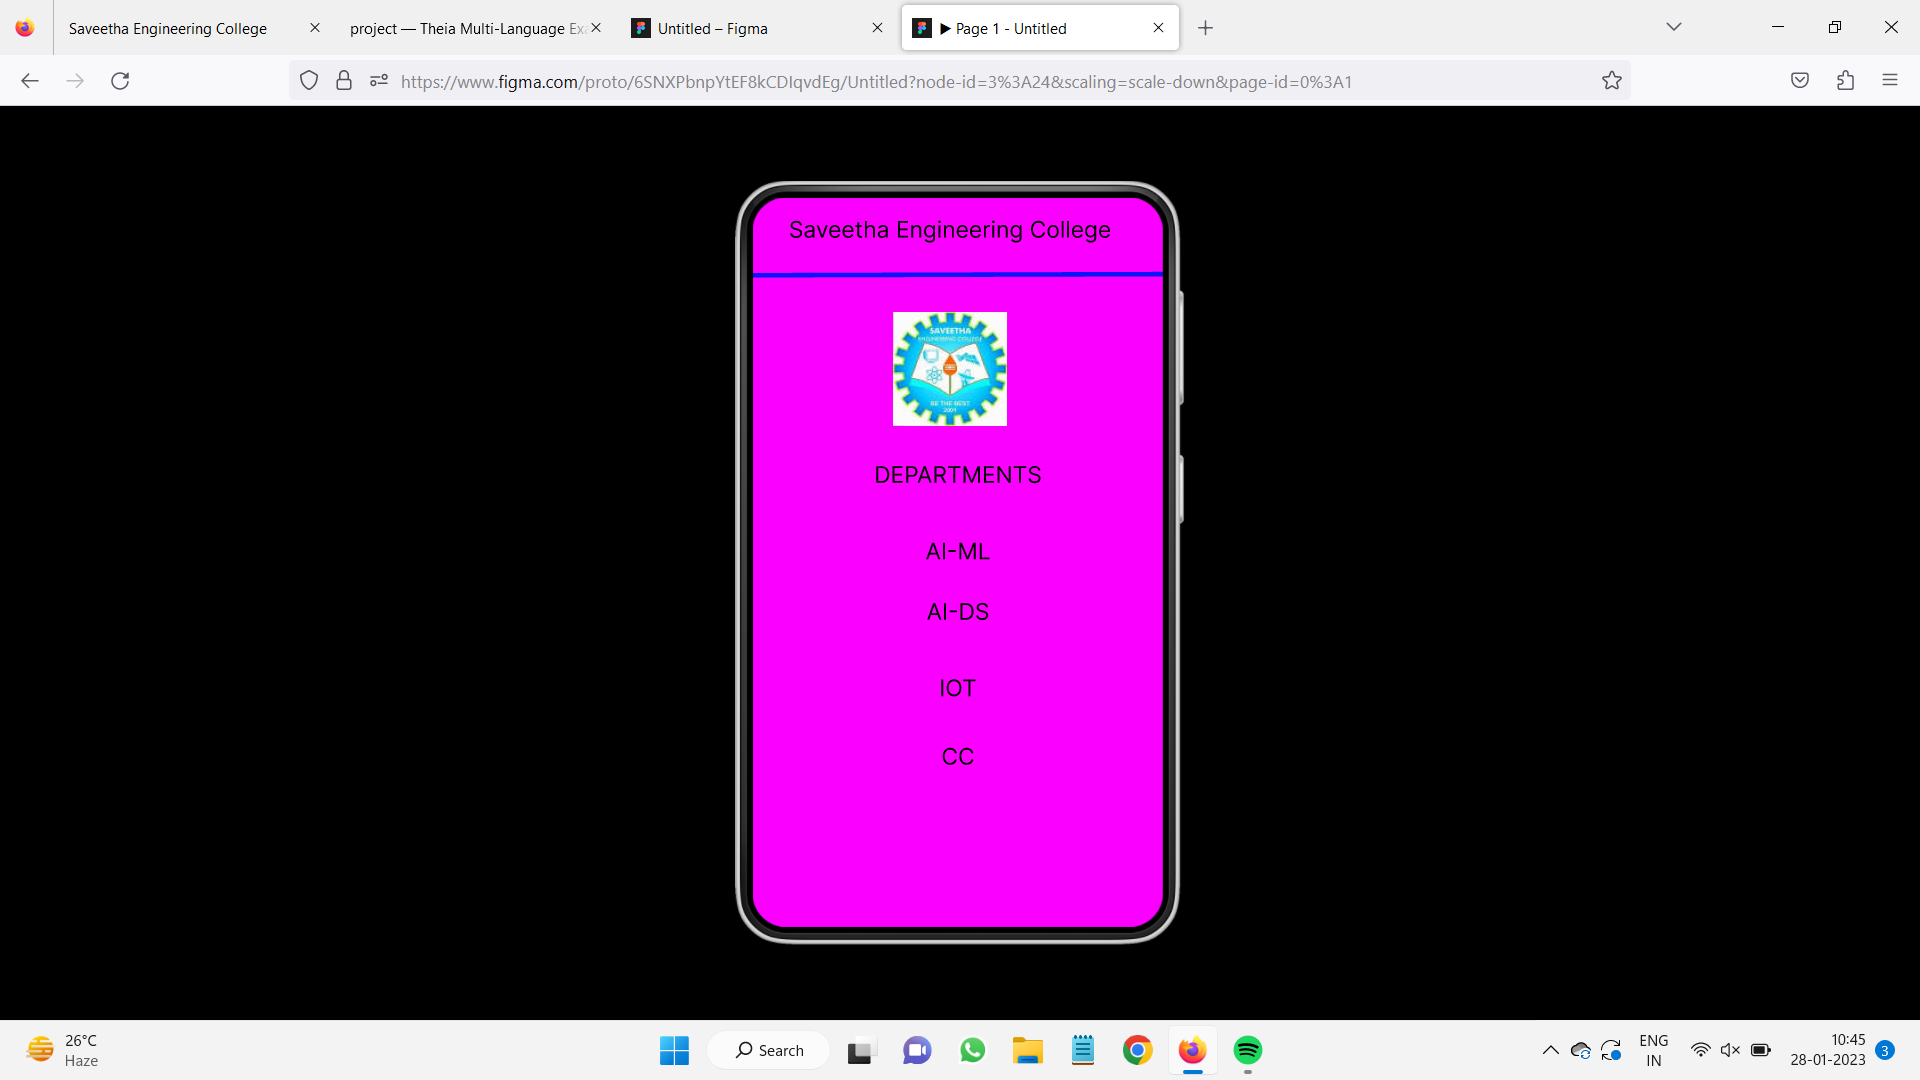 Saveetha Engineering College
project — Theia Multi-Language Exa
Untitled – Figma
▶ Page 1 - Untitled
https://www.figma.com/proto/6SNXPbnpYtEF8kCDIqvdEg/Untitled?node-id=3%3A24&scaling=scale-down&page-id=0%3A1
Saveetha Engineering College
SAVEETHA
ENGINEERING COLLEGE
BE THE BEST
2001
DEPARTMENTS
AI-ML
AI-DS
IOT
CC
26°C
Haze
Search
ENG
IN
10:45
28-01-2023
3